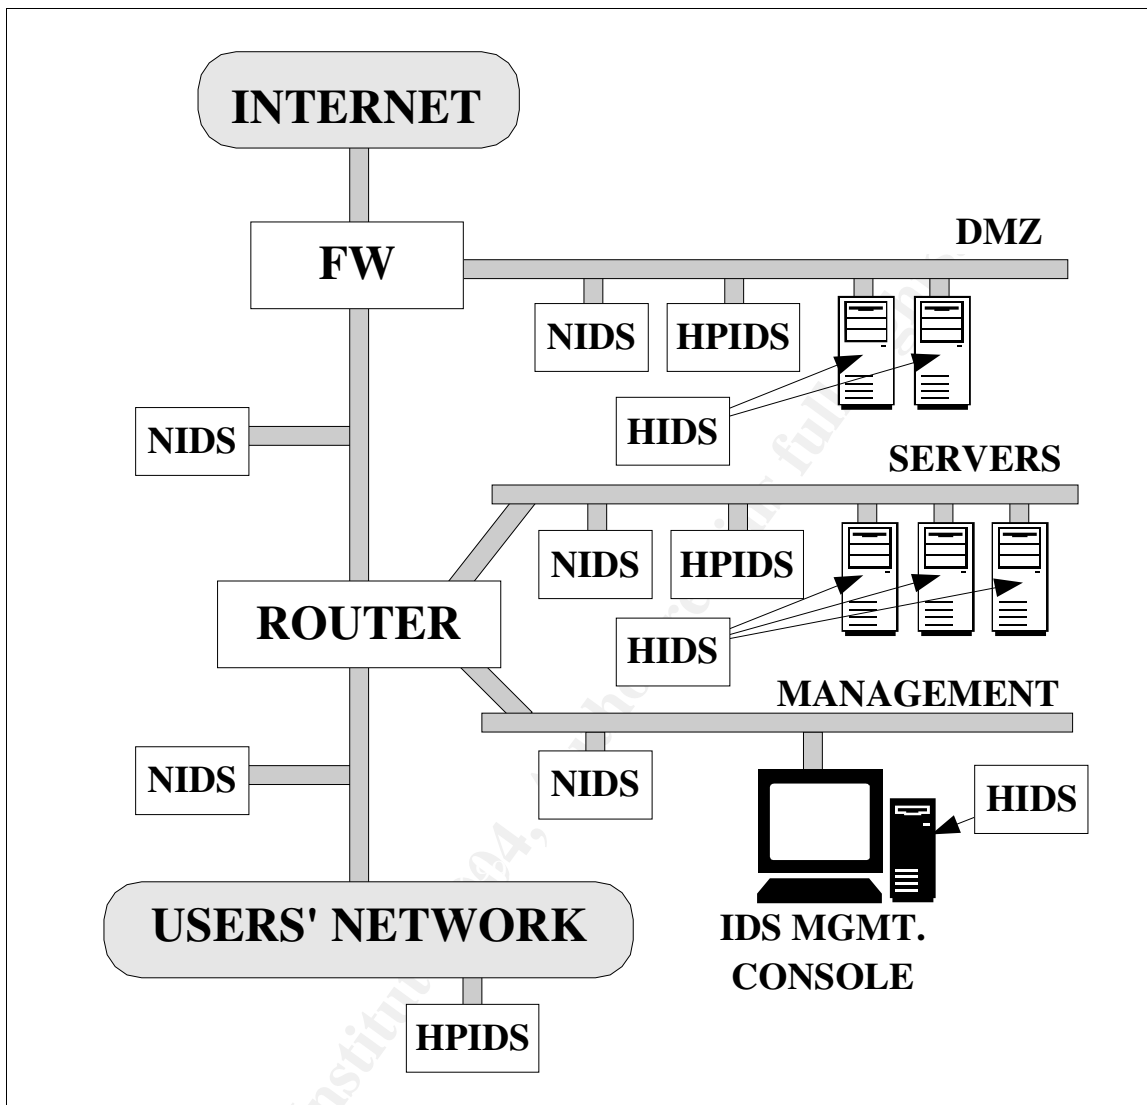 INTERNET
FW
DMZ
NIDS
HPIDS
HIDS
NIDS
SERVERS
NIDS
HPIDS
HIDS
ROUTER
MANAGEMENT
NIDS
NIDS
HIDS
IDS MGMT.
CONSOLE
USERS' NETWORK
HPIDS